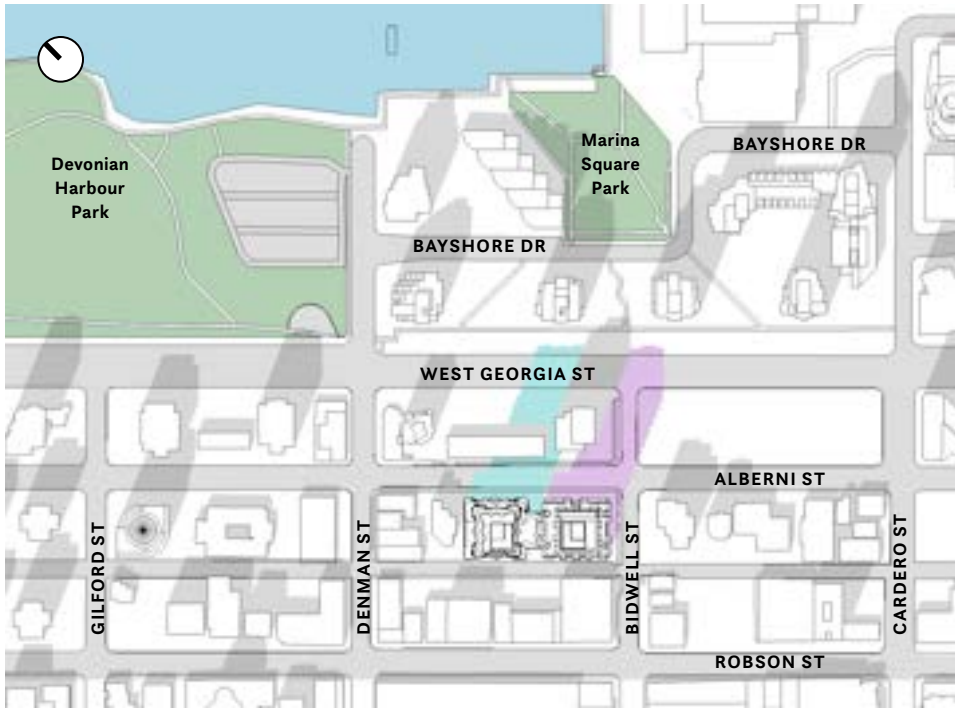 Devonian
Harbour
Park
Marina
Square
Park
BAYSHORE DR
BAYSHORE DR
WEST GEORGIA ST
ALBERNI ST
GILFORD ST
DENMAN ST
BIDWELL ST
CARDERO ST
ROBSON ST